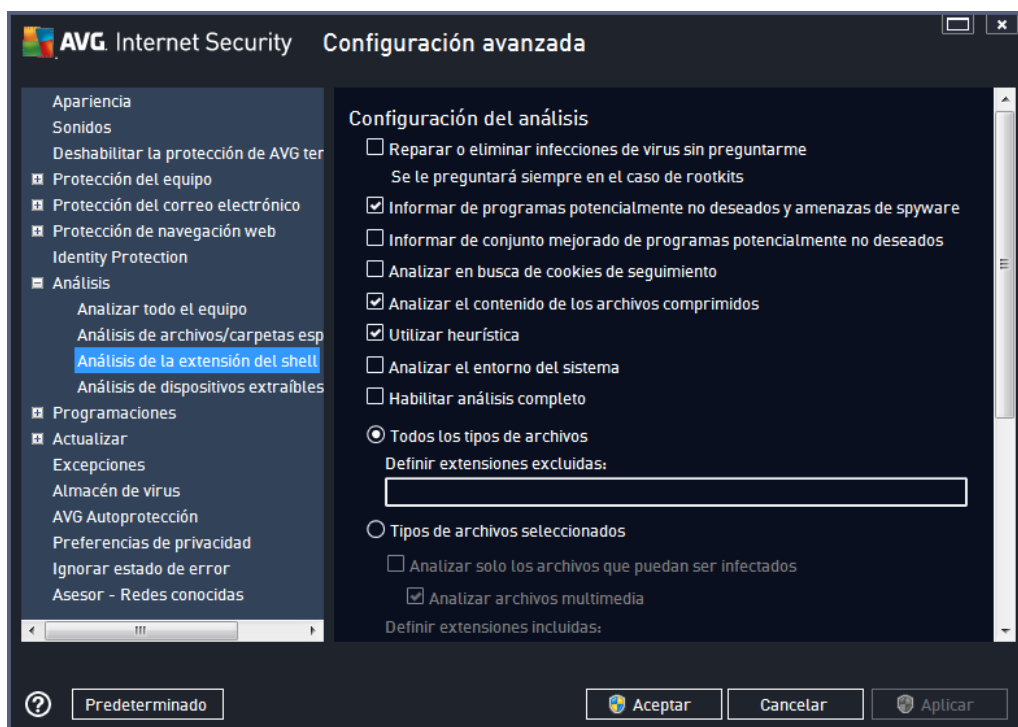 AVG. Internet Security Configuración avanzada
Apariencia
Sonidos
Deshabilitar la protección de AVG ter
Protección del equipo
Protección del correo electrónico
Protección de navegación web
Identity Protection
Análisis
Analizar todo el equipo
Análisis de archivos/carpetas esp
Análisis de la extensión del shell
Análisis de dispositivos extraíbles
Programaciones
Actualizar
Excepciones
Almacén de virus
AVG Autoprotección
Preferencias de privacidad
Ignorar estado de error
Asesor - Redes conocidas
Configuración del análisis
Reparar o eliminar infecciones de virus sin preguntarme
Se le preguntará siempre en el caso de rootkits
Informar de programas potencialmente no deseados y amenazas de spyware
Informar de conjunto mejorado de programas potencialmente no deseados
Analizar en busca de cookies de seguimiento
Analizar el contenido de los archivos comprimidos
Utilizar heurística
Analizar el entorno del sistema
Habilitar análisis completo
Todos los tipos de archivos
Definir extensiones excluidas:
Tipos de archivos seleccionados
Analizar solo los archivos que puedan ser infectados
Analizar archivos multimedia
Definir extensiones incluidas:
Predeterminado
Aceptar
Cancelar
Aplicar